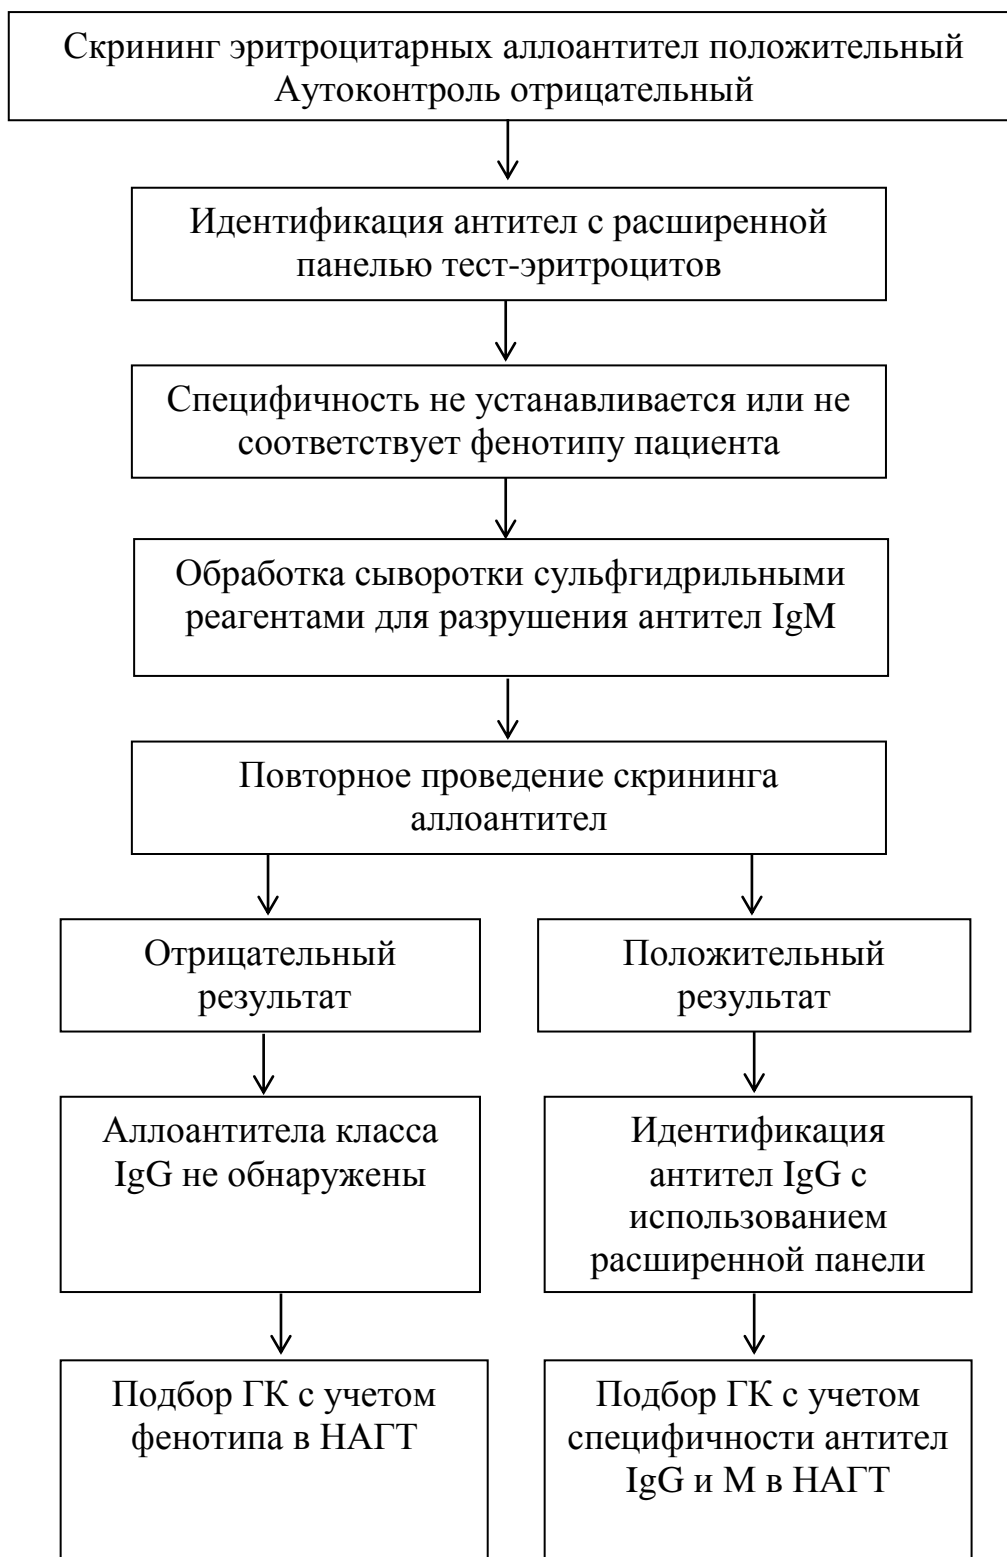 Скрининг эритроцитарных аллоантител положительный
Аутоконтроль отрицательный
Идентификация антител с расширенной
панелью тест-эритроцитов
Специфичность не устанавливается или не
соответствует фенотипу пациента
Обработка сыворотки сульфгидрильными
реагентами для разрушения антител IgM
Повторное проведение скрининга
аллоантител
Отрицательный
результат
Положительный
результат
Аллоантитела класса
IgG не обнаружены
Идентификация
антител IgG с
использованием
расширенной панели
Подбор ГК с учетом
фенотипа в НАГТ
Подбор ГК с учетом
специфичности антител
IgG и М в НАГТ